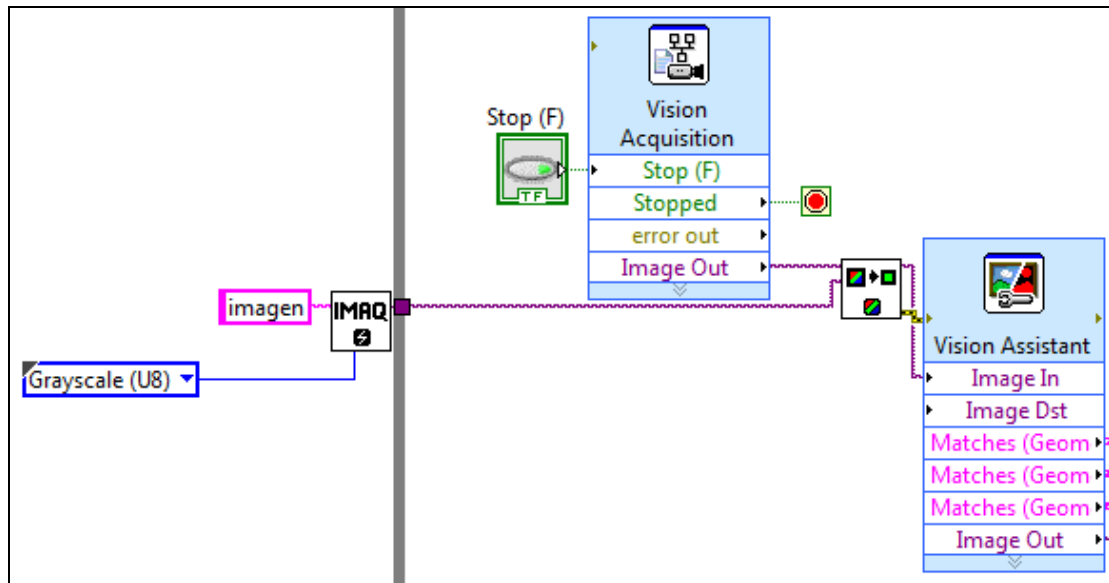 Stop (F)
TF
Vision
Acquisition
Stop (F)
Stopped
error out
Image Out
imagen
IMAQ
Grayscale (U8)
Vision Assistant
Image In
Image Dst
Matches (Geom
Matches (Geom
Matches (Geom
Image Out